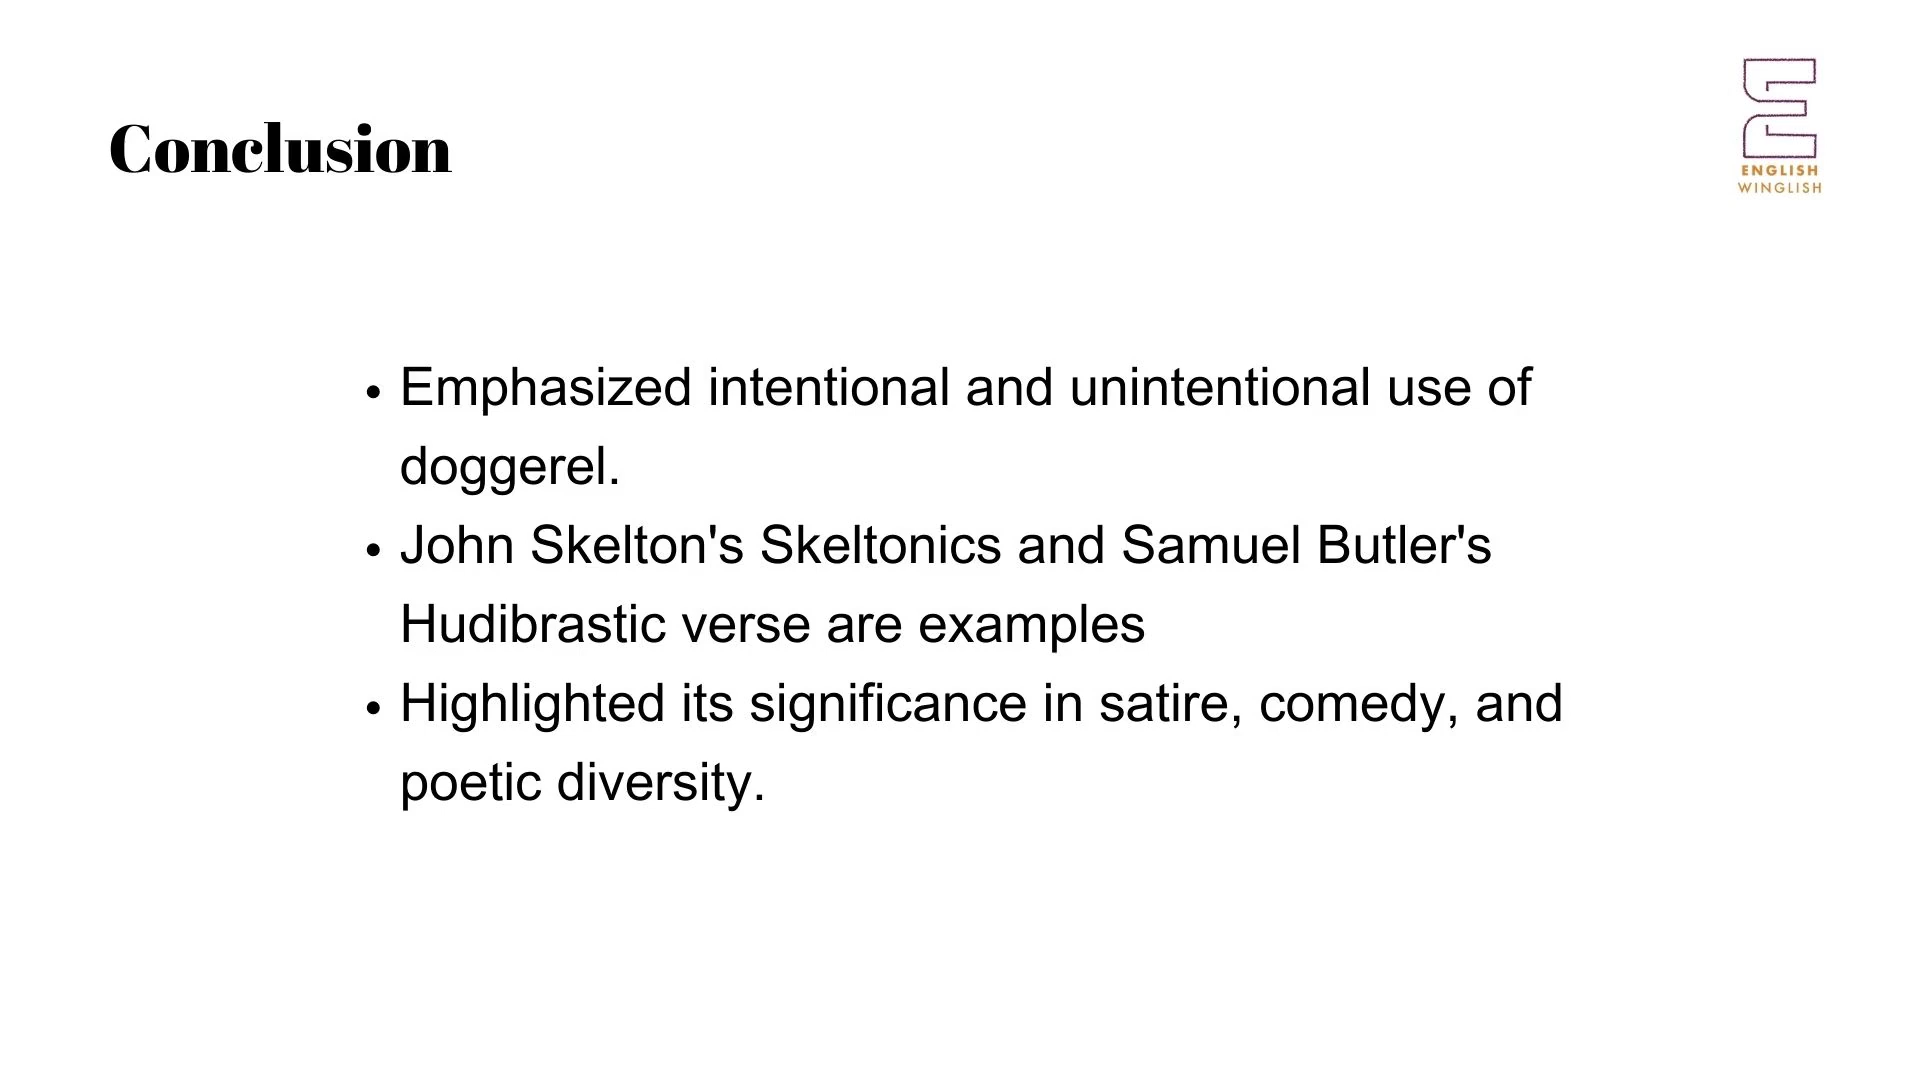 Conclusion
ENGLISH
WINGLISH
• Emphasized intentional and unintentional use of
doggerel.
• John Skelton's Skeltonics and Samuel Butler's
Hudibrastic verse are examples
• Highlighted its significance in satire, comedy, and
poetic diversity.